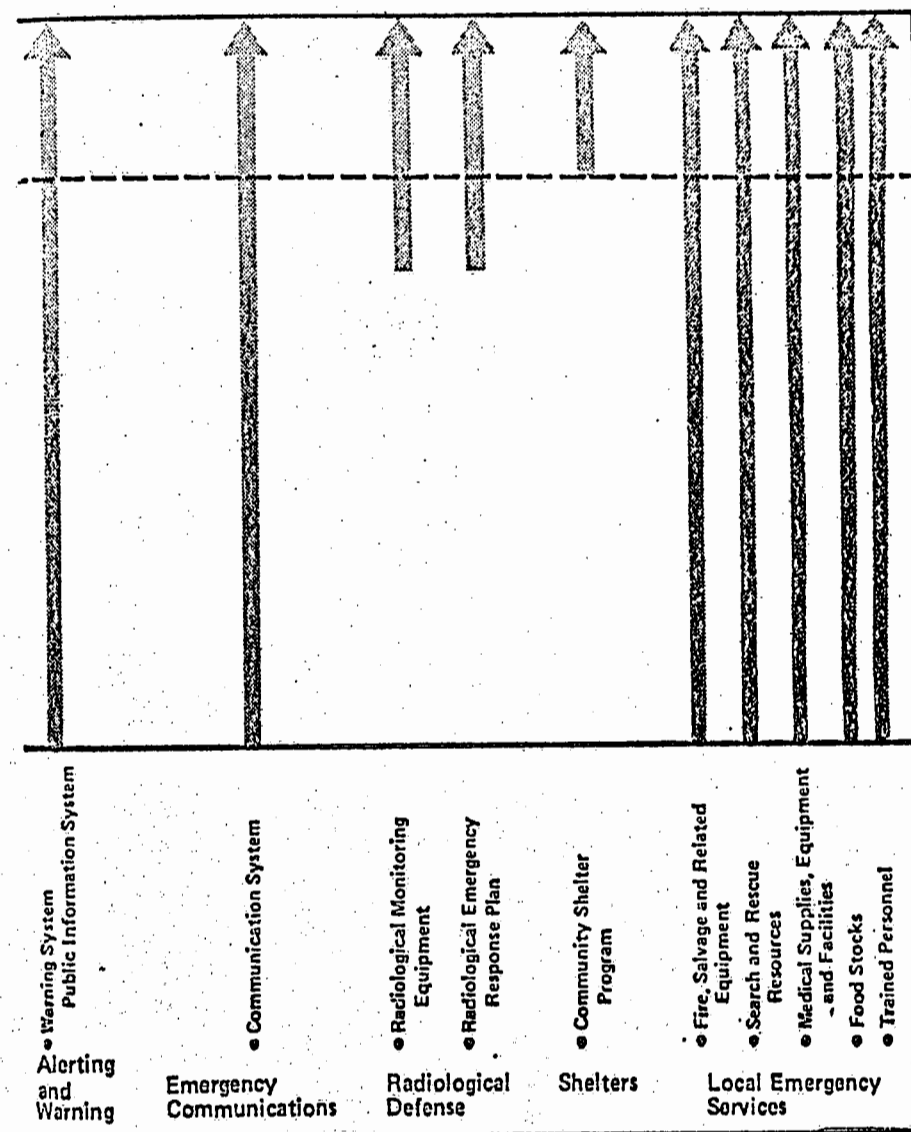 ● Warning System
Public Information System
● Communication System
● Radiological Monitoring
Equipment
● Radiological Emergency
Response Plan
● Community Shelter
Program
● Fire, Salvage and Related
Equipment
● Search and Rescue
Resources
● Medical Supplies, Equipment
and Facilities
● Food Stocks
● Trained Personnel
Alerting
and
Warning
Emergency
Communications
Radiological
Defense
Shelters
Local Emergency
Services